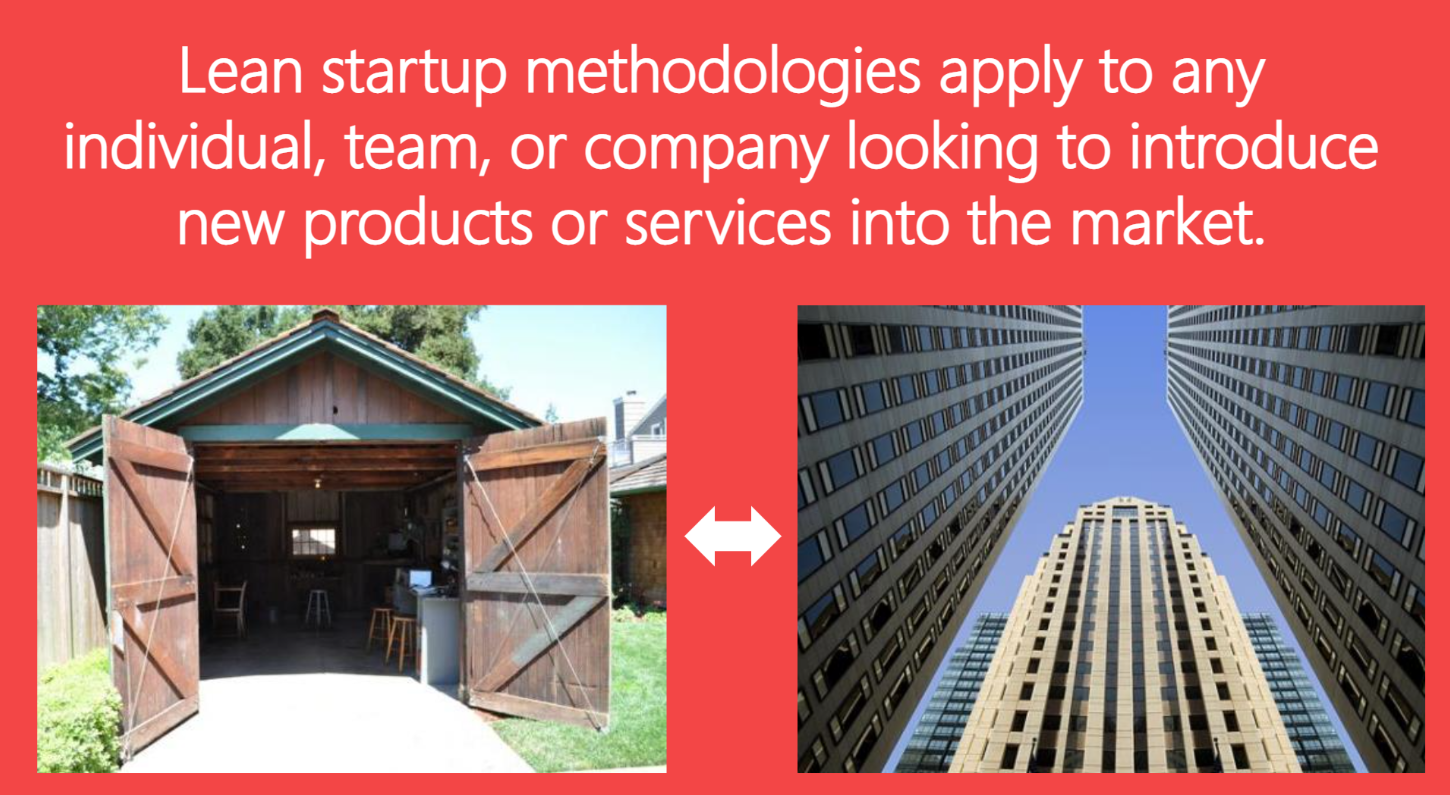 Lean startup methodologies apply to any
individual, team, or company looking to introduce
new products or services into the market.